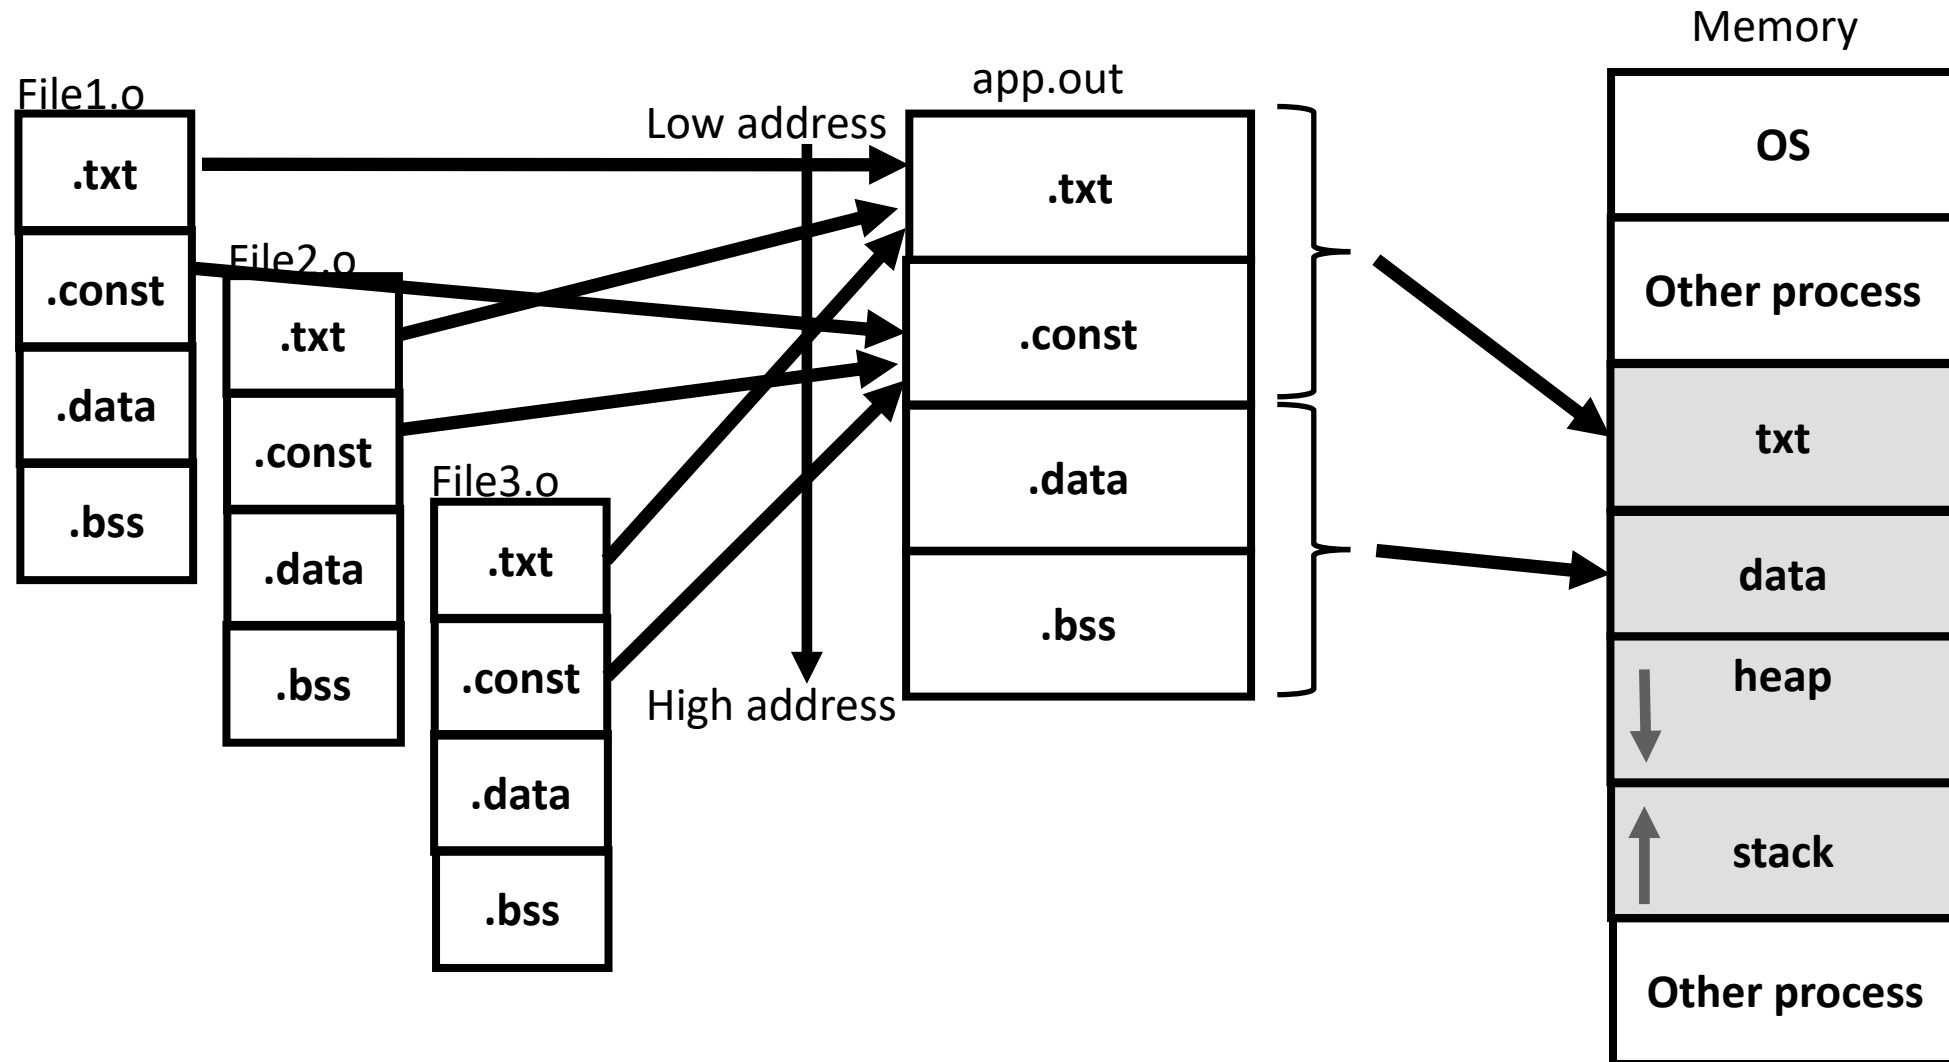 File1.o
.txt
.const
.data
.bss
File2.o
.txt
.const
.data
.bss
File3.o
.txt
.const
.data
.bss
Low address
High address
app.out
.txt
.const
.data
.bss
Memory
OS
Other process
txt
data
heap
stack
Other process